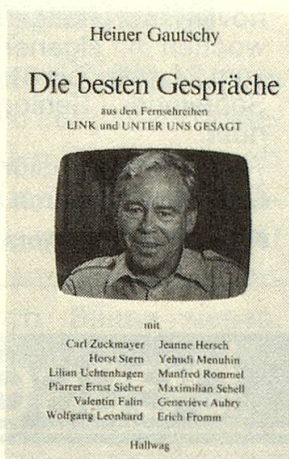 Heiner Gautschy
Die besten Gespräche
aus den Fernsehreihen
LINK und UNTER UNS GESAGT
mit
Carl Zuckmayer Jeanne Hersch
Horst Stern Yehudi Menuhin
Lilian Uchtenhagen Manfred Rommel
Pfarrer Ernst Sieber Maximilian Schell
Valentin Falin Geneviève Aubry
Wolfgang Leonhard Erich Fromm
Hallwag